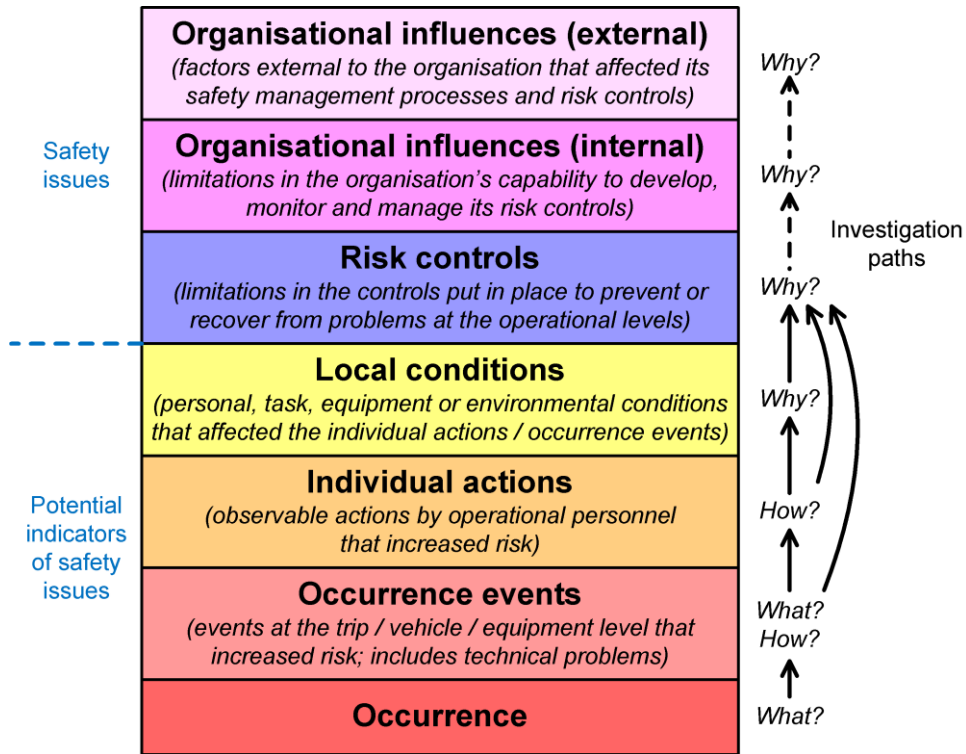 Organisational influences (external)
(factors external to the organisation that affected its
safety management processes and risk controls)
Why?
Safety
issues
Organisational influences (internal)
(limitations in the organisation's capability to develop,
monitor and manage its risk controls)
Why?
Investigation
paths
Risk controls
(limitations in the controls put in place to prevent or
recover from problems at the operational levels)
Why?
Local conditions
(personal, task, equipment or environmental conditions
that affected the individual actions / occurrence events)
Why?
Potential
indicators
of safety
issues
Individual actions
(observable actions by operational personnel
that increased risk)
How?
Occurrence events
(events at the trip / vehicle / equipment level that
increased risk; includes technical problems)
What?
How?
Occurrence
What?